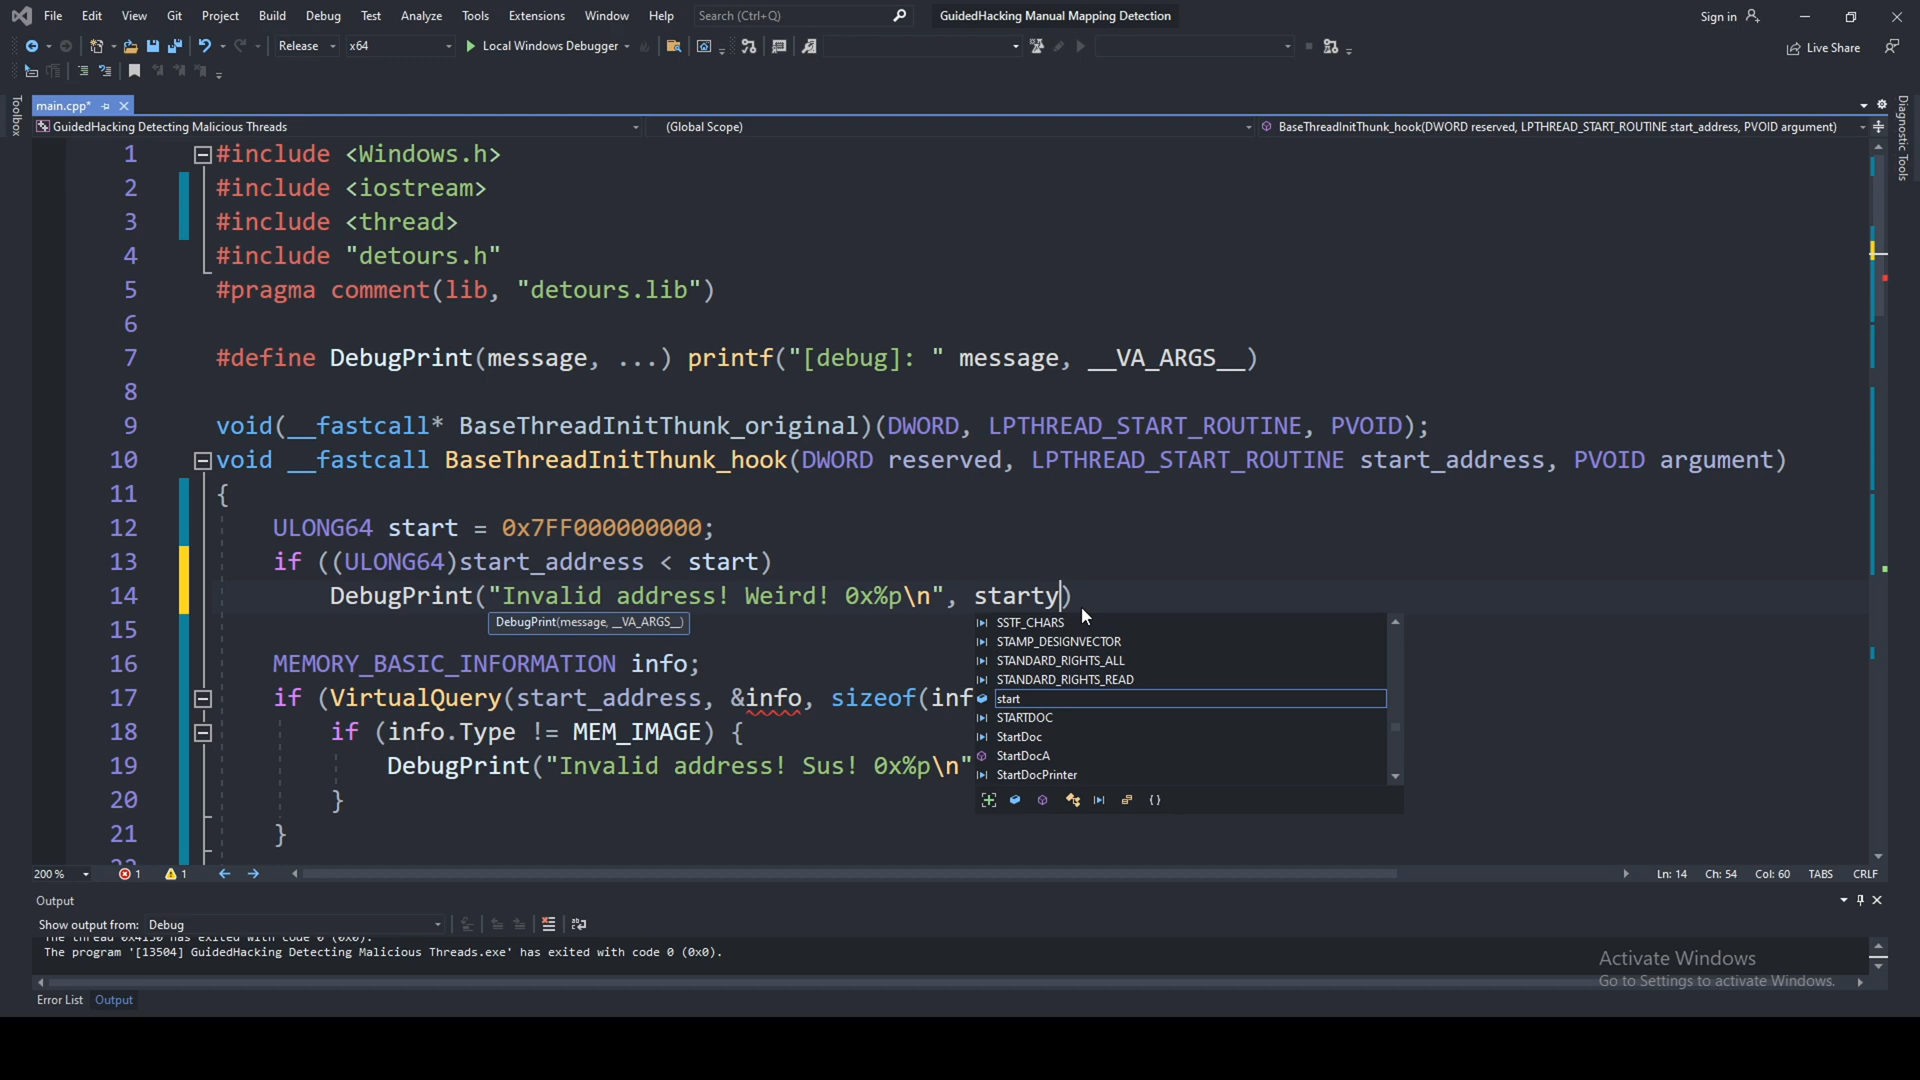 File Edit View Git Project Build Debug Test Analyze Tools Extensions Window Help Search (Ctrl+Q) GuidedHacking Manual Mapping Detection Sign in
Release x64 Local Windows Debugger Live Share
Toolbox
main.cpp*
Diagnostic Tools
GuidedHacking Detecting Malicious Threads (Global Scope) BaseThreadInitThunk_hook(DWORD reserved, LPTHREAD_START_ROUTINE start_address, PVOID argument)
1 #include <Windows.h>
2 #include <iostream>
3 #include <thread>
4 #include "detours.h"
5 #pragma comment(lib, "detours.lib")
6
7 #define DebugPrint(message, ...) printf("[debug]: " message, __VA_ARGS__)
8
9 void(__fastcall* BaseThreadInitThunk_original)(DWORD, LPTHREAD_START_ROUTINE, PVOID);
10 void __fastcall BaseThreadInitThunk_hook(DWORD reserved, LPTHREAD_START_ROUTINE start_address, PVOID argument)
11 {
12 ULONG64 start = 0x7FF000000000;
13 if ((ULONG64)start_address < start)
14 DebugPrint("Invalid address! Weird! 0x%p\n", starty)
DebugPrint(message, __VA_ARGS__)
15
16 MEMORY_BASIC_INFORMATION info;
17 if (VirtualQuery(start_address, &info, sizeof(inf
18 if (info.Type != MEM_IMAGE) {
19 DebugPrint("Invalid address! Sus! 0x%p\n"
20 }
21 }
SSTF_CHARS
STAMP_DESIGNVECTOR
STANDARD_RIGHTS_ALL
STANDARD_RIGHTS_READ
start
STARTDOC
StartDoc
StartDocA
StartDocPrinter
200 % 1 1 Ln: 14 Ch: 54 Col: 60 TABS CRLF
Output
Show output from: Debug
The program '[13504] GuidedHacking Detecting Malicious Threads.exe' has exited with code 0 (0x0).
Activate Windows
Go to Settings to activate Windows.
Error List Output